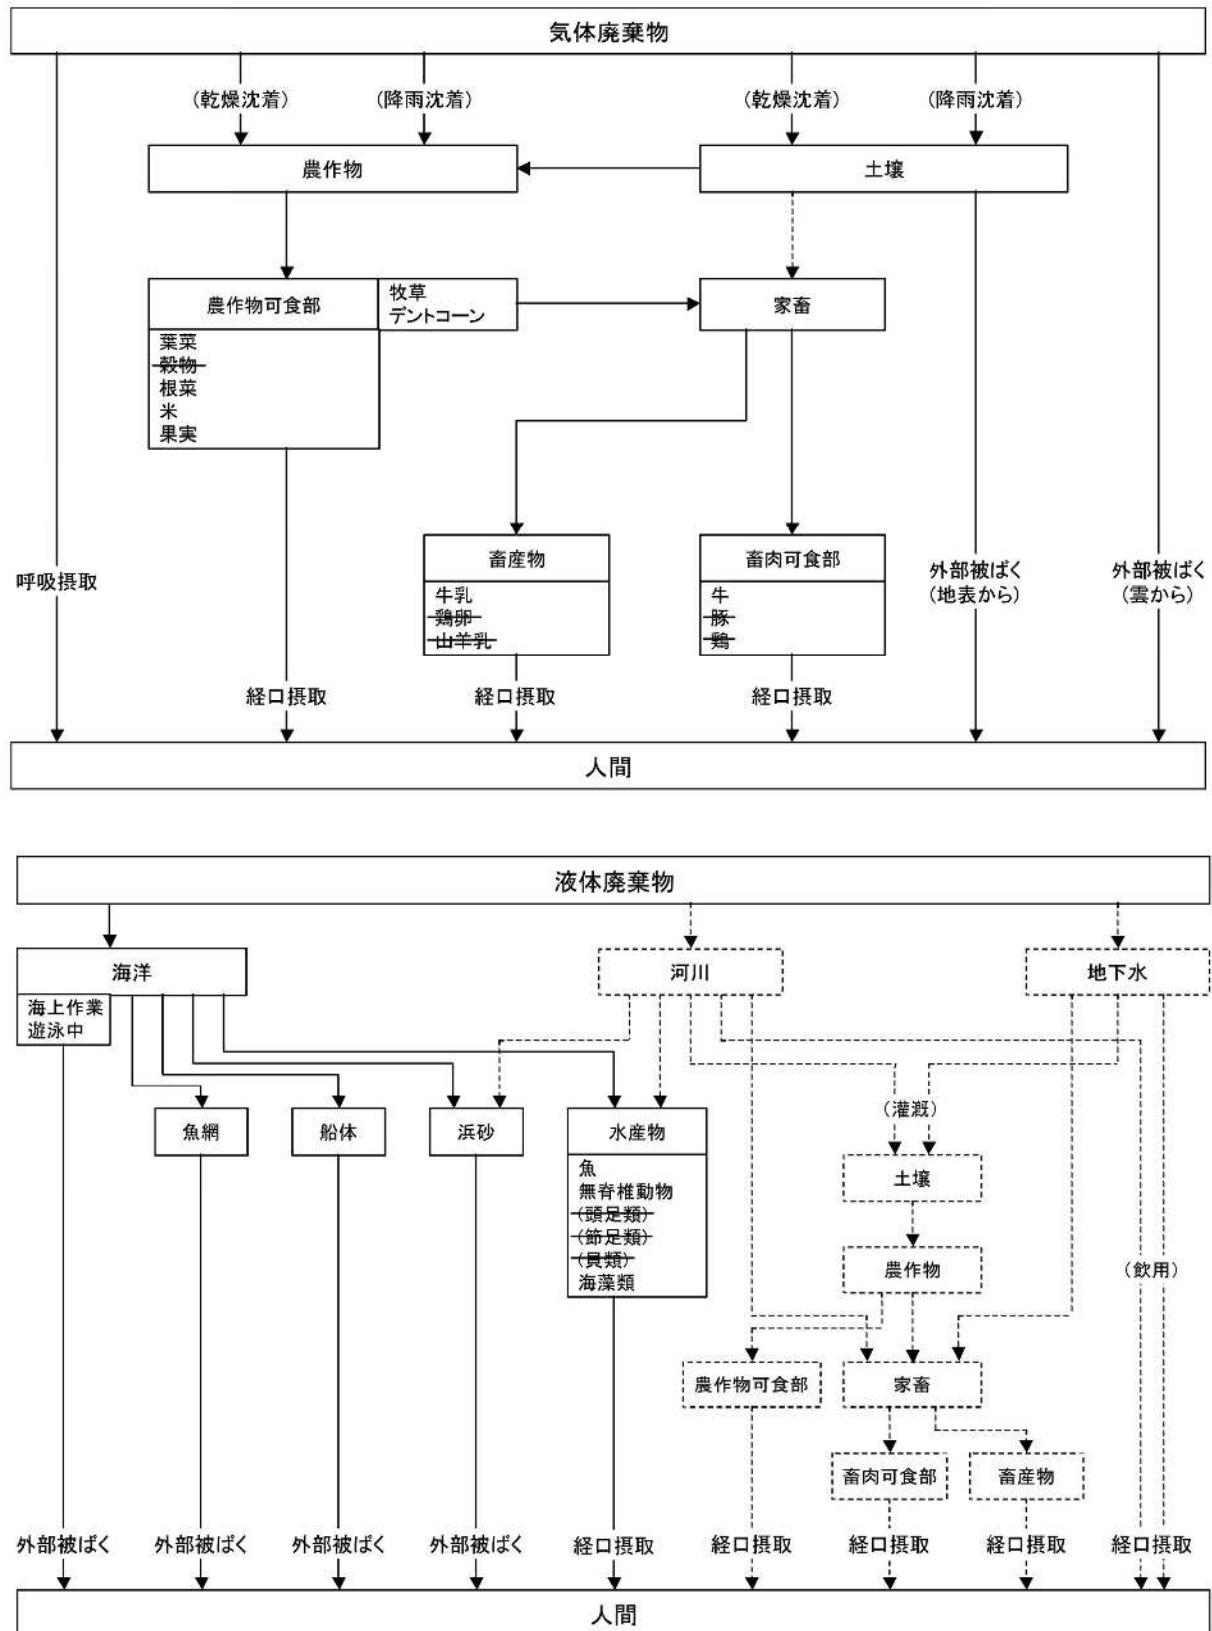 気体廃棄物
(乾燥沈着)
(降雨沈着)
(乾燥沈着)
(降雨沈着)
農作物
土壌
農作物可食部
牧草
デントコーン
家畜
葉菜
穀物
根菜
米
果実
畜産物
畜肉可食部
牛乳
鶏卵
山羊乳
牛
豚
鶏
呼吸摂取
外部被ばく
(地表から)
外部被ばく
(雲から)
経口摂取
経口摂取
経口摂取
人間
液体廃棄物
海洋
河川
地下水
海上作業
遊泳中
魚網
船体
浜砂
水産物
(灌漑)
魚
無脊椎動物
(頭足類)
(節足類)
(貝類)
海藻類
土壌
農作物
(飲用)
農作物可食部
家畜
畜肉可食部
畜産物
外部被ばく
外部被ばく
外部被ばく
外部被ばく
経口摂取
経口摂取
経口摂取
経口摂取
経口摂取
人間